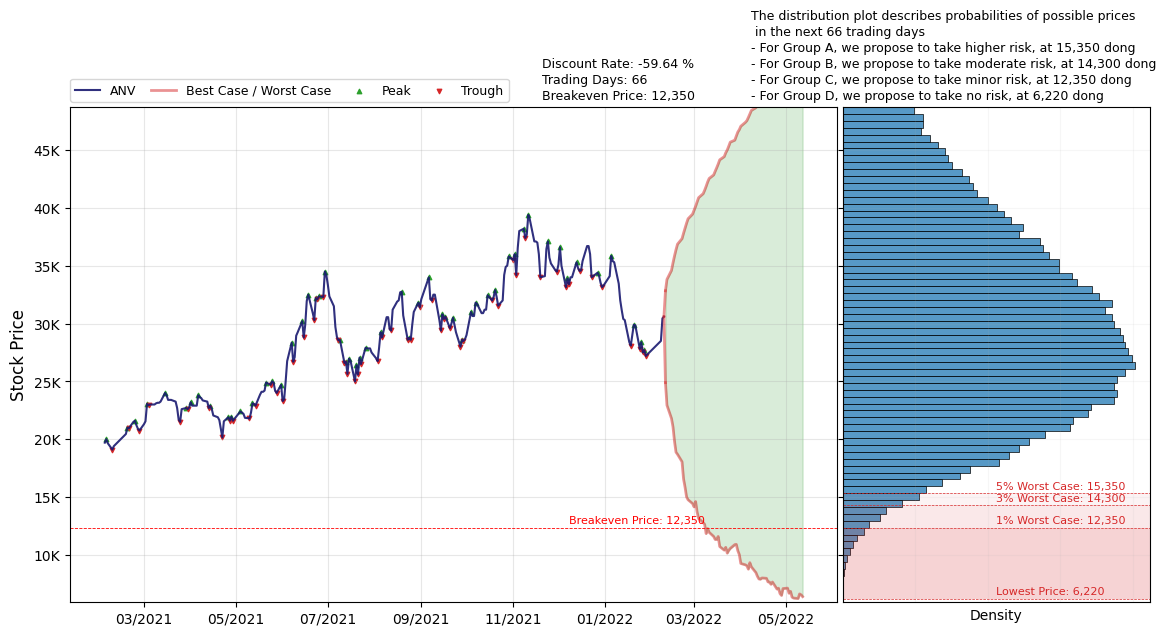 The distribution plot describes probabilities of possible prices
in the next 66 trading days
- For Group A, we propose to take higher risk, at 15,350 dong
- For Group B, we propose to take moderate risk, at 14,300 dong
- For Group C, we propose to take minor risk, at 12,350 dong
- For Group D, we propose to take no risk, at 6,220 dong
Discount Rate: -59.64 %
Trading Days: 66
Breakeven Price: 12,350
ANV Best Case / Worst Case Peak Trough
Stock Price
45K
40K
35K
30K
25K
20K
15K
10K
Breakeven Price: 12,350
5% Worst Case: 15,350
3% Worst Case: 14,300
1% Worst Case: 12,350
Lowest Price: 6,220
03/2021 05/2021 07/2021 09/2021 11/2021 01/2022 03/2022 05/2022
Density